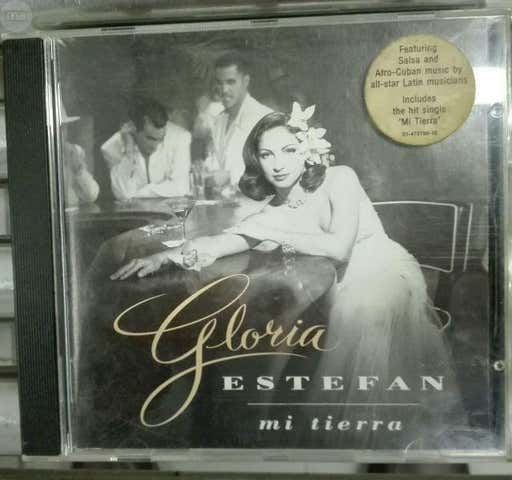 Featuring
Salsa and
Afro-Cuban music by
all-star Latin musicians
Includes
the hit single
'Mi Tierra'
Gloria
ESTEFAN
mi tierra